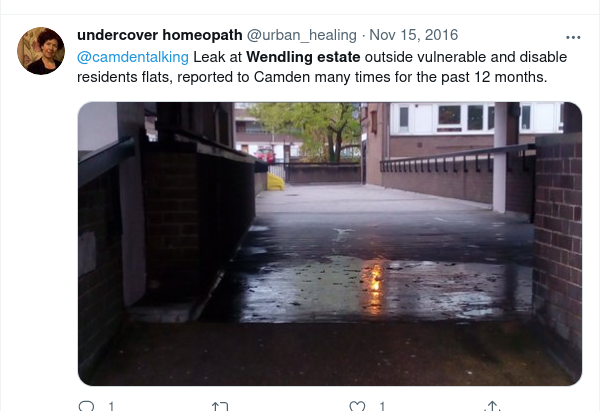 undercover homeopath @urban_healing · Nov 15, 2016
@camdentalking Leak at Wendling estate outside vulnerable and disable
residents flats, reported to Camden many times for the past 12 months.
1 1